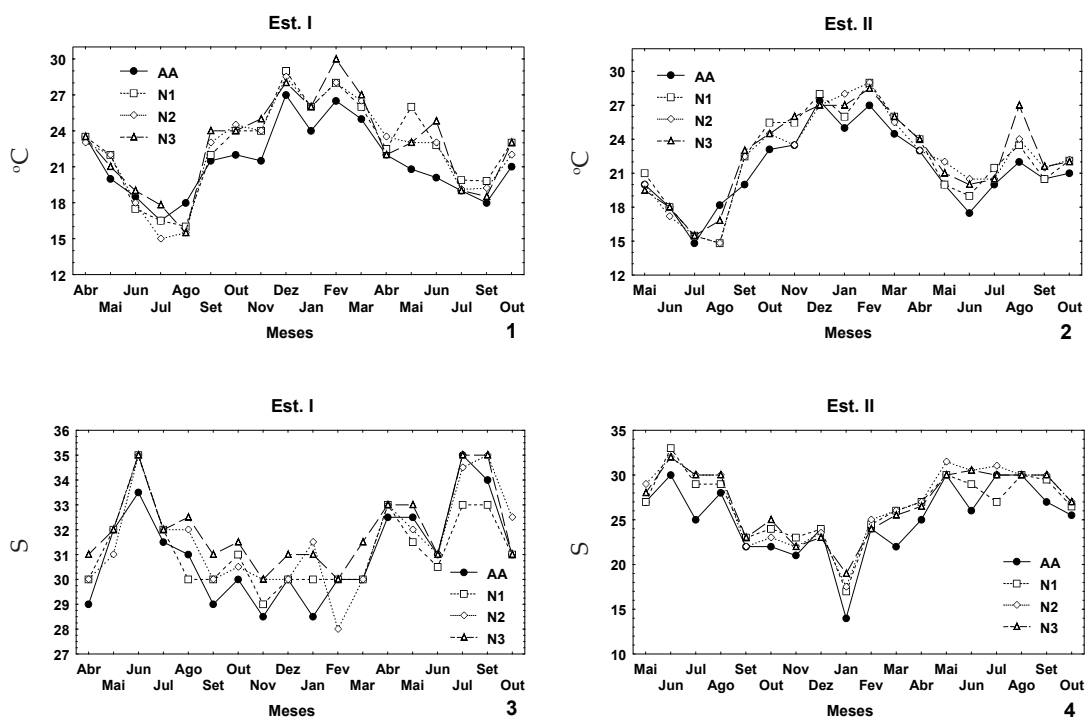 Est. I
30
27
24
21
18
15
12
ºC
AA
N1
N2
N3
Abr Jun Ago Out Dez Fev Abr Jun Set
Mai Jul Set Nov Jan Mar Mai Jul Out
Meses
1
Est. II
30
27
24
21
18
15
12
ºC
AA
N1
N2
N3
Mai Jul Set Nov Jan Mar Mai Jul Set
Jun Ago Out Dez Fev Abr Jun Ago Out
Meses
2
Est. I
36
35
34
33
32
31
30
29
28
27
S
AA
N1
N2
N3
Abr Jun Ago Out Dez Fev Abr Jun Set
Mai Jul Set Nov Jan Mar Mai Jul Out
Meses
3
Est. II
35
30
25
20
15
10
S
AA
N1
N2
N3
Mai Jul Set Nov Jan Mar Mai Jul Set
Jun Ago Out Dez Fev Abr Jun Ago Out
Meses
4